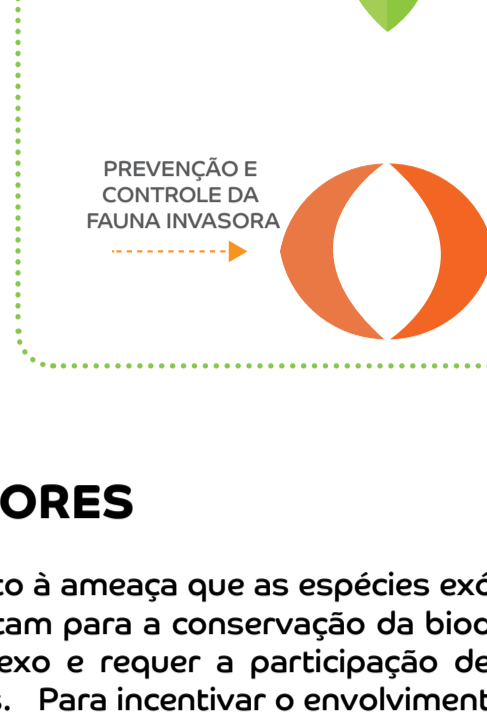 PREVENÇÃO E
CONTROLE DA
FAUNA INVASORA
ORES
to à ameaça que as espécies exó
tam para a conservação da biod
exo e requer a participação de
s. Para incentivar o envolviment